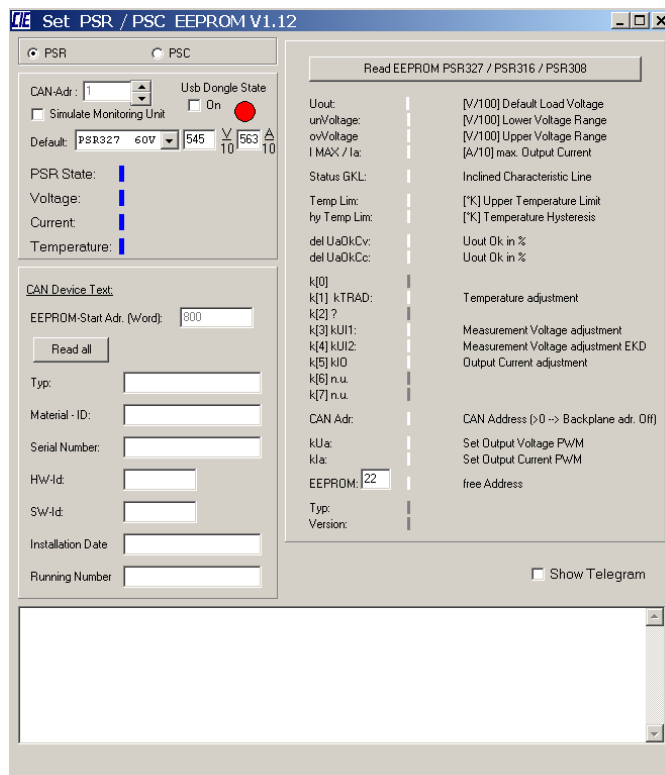 CIE Set PSR / PSC EEPROM V1.12
PSR PSC
CAN-Adr : 1
Usb Dongle State
On
Simulate Monitoring Unit
Default: PSR327 60V 545 V/10 563 A/10
PSR State:
Voltage:
Current:
Temperature:
CAN Device Text:
EEPROM-Start Adr. (Word): 800
Read all
Typ:
Material - ID:
Serial Number:
HW-Id:
SW-Id:
Installation Date
Running Number
Read EEPROM PSR327 / PSR316 / PSR308
Uout: [V/100] Default Load Voltage
unVoltage: [V/100] Lower Voltage Range
ovVoltage [V/100] Upper Voltage Range
I MAX / Ia: [A/10] max. Output Current
Status GKL: Inclined Characteristic Line
Temp Lim: [°K] Upper Temperature Limit
hy Temp Lim: [°K] Temperature Hysteresis
del UaOkCv: Uout Ok in %
del UaOkCc: Uout Ok in %
k[0]
k[1] kTRAD: Temperature adjustment
k[2] ?
k[3] kUI1: Measurement Voltage adjustment
k[4] kUI2: Measurement Voltage adjustment EKD
k[5] kIO Output Current adjustment
k[6] n.u.
k[7] n.u.
CAN Adr: CAN Address (>0 --> Backplane adr. Off)
kUa: Set Output Voltage PWM
kIa: Set Output Current PWM
EEPROM: 22 free Address
Typ:
Version:
Show Telegram